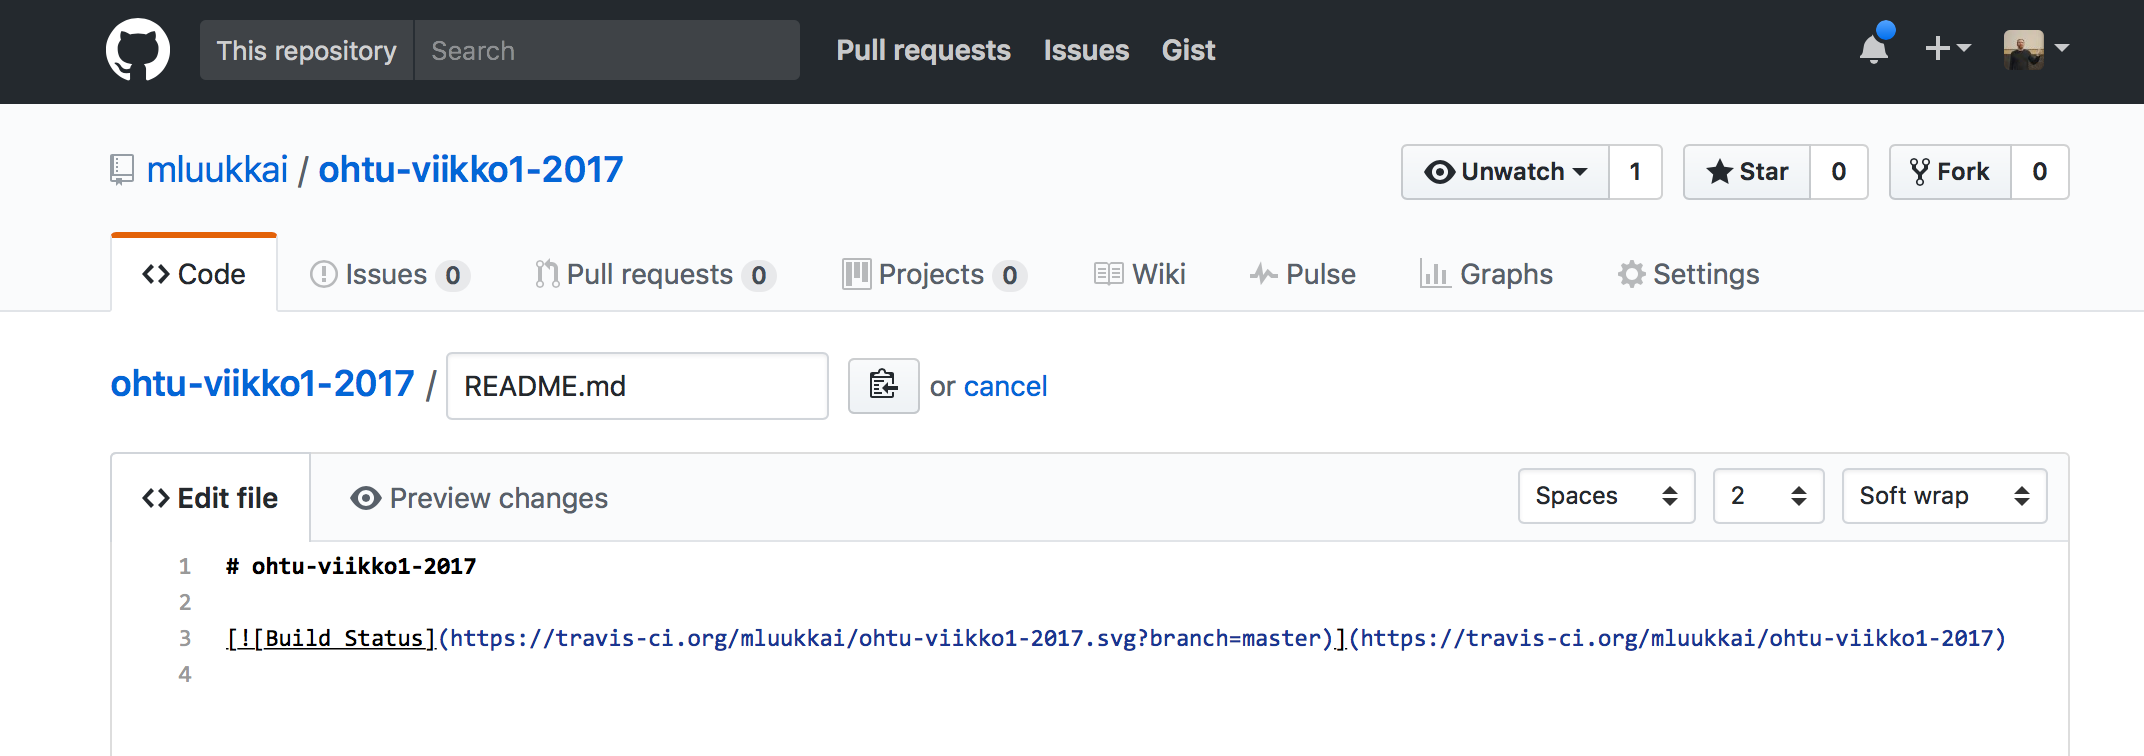 This repository Search Pull requests Issues Gist
mluukkai / ohtu-viikko1-2017 Unwatch 1 Star 0 Fork 0
Code Issues 0 Pull requests 0 Projects 0 Wiki Pulse Graphs Settings
ohtu-viikko1-2017 / README.md or cancel
Edit file Preview changes Spaces 2 Soft wrap
1 # ohtu-viikko1-2017
2
3 [![Build Status](https://travis-ci.org/mluukkai/ohtu-viikko1-2017.svg?branch=master)](https://travis-ci.org/mluukkai/ohtu-viikko1-2017)
4